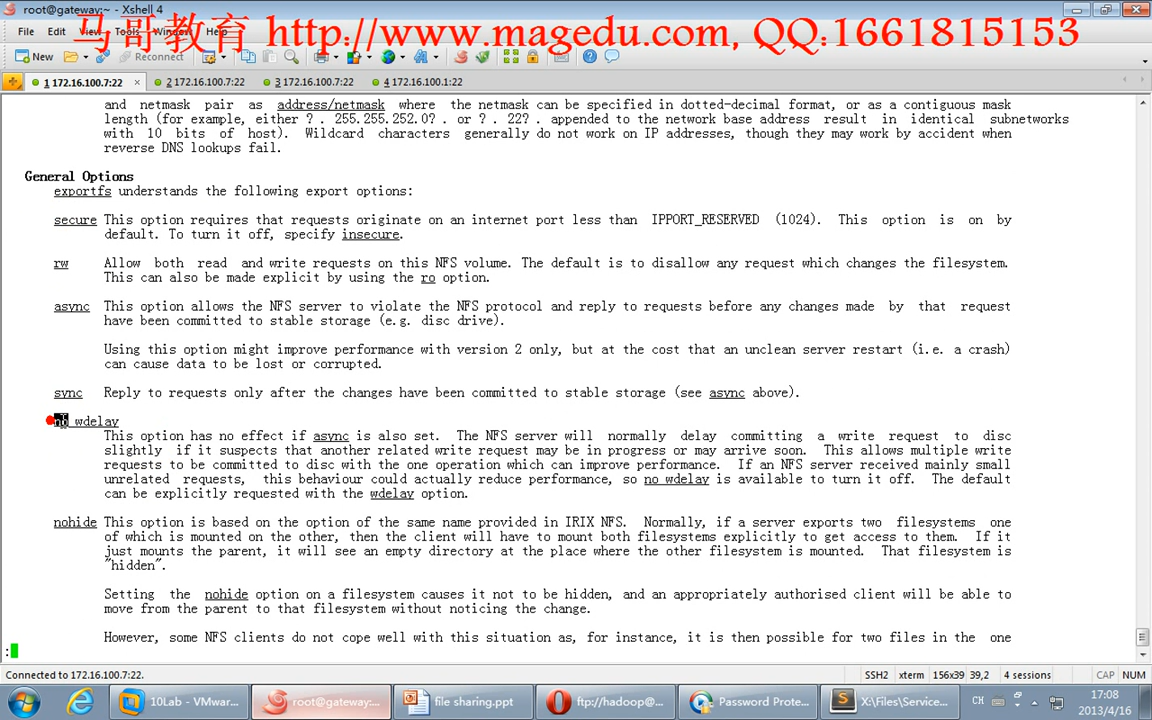 root@gateway:~ - Xshell 4
马哥教育 http://www.magedu.com, QQ:1661815153
File Edit View Tools Window Help
New Reconnect
1 172.16.100.7:22 × 2 172.16.100.7:22 3 172.16.100.7:22 4 172.16.100.1:22
and netmask pair as address/netmask where the netmask can be specified in dotted-decimal format, or as a contiguous mask
length (for example, either ?. 255.255.252.0?. or ?. 22?. appended to the network base address result in identical subnetworks
with 10 bits of host). Wildcard characters generally do not work on IP addresses, though they may work by accident when
reverse DNS lookups fail.
General Options
exportfs understands the following export options:
secure This option requires that requests originate on an internet port less than IPPORT_RESERVED (1024). This option is on by
default. To turn it off, specify insecure.
rw Allow both read and write requests on this NFS volume. The default is to disallow any request which changes the filesystem.
This can also be made explicit by using the ro option.
async This option allows the NFS server to violate the NFS protocol and reply to requests before any changes made by that request
have been committed to stable storage (e.g. disc drive).
Using this option might improve performance with version 2 only, but at the cost that an unclean server restart (i.e. a crash)
can cause data to be lost or corrupted.
sync Reply to requests only after the changes have been committed to stable storage (see async above).
no_wdelay
This option has no effect if async is also set. The NFS server will normally delay committing a write request to disc
slightly if it suspects that another related write request may be in progress or may arrive soon. This allows multiple write
requests to be committed to disc with the one operation which can improve performance. If an NFS server received mainly small
unrelated requests, this behaviour could actually reduce performance, so no_wdelay is available to turn it off. The default
can be explicitly requested with the wdelay option.
nohide This option is based on the option of the same name provided in IRIX NFS. Normally, if a server exports two filesystems one
of which is mounted on the other, then the client will have to mount both filesystems explicitly to get access to them. If it
just mounts the parent, it will see an empty directory at the place where the other filesystem is mounted. That filesystem is
"hidden".
Setting the nohide option on a filesystem causes it not to be hidden, and an appropriately authorised client will be able to
move from the parent to that filesystem without noticing the change.
However, some NFS clients do not cope well with this situation as, for instance, it is then possible for two files in the one
:
Connected to 172.16.100.7:22. SSH2 xterm 156x39 39,2 4 sessions CAP NUM
10Lab - VMwar... root@gateway:... file sharing.ppt ftp://hadoop@... Password Prote... X:\Files\Service... CH 17:08
2013/4/16